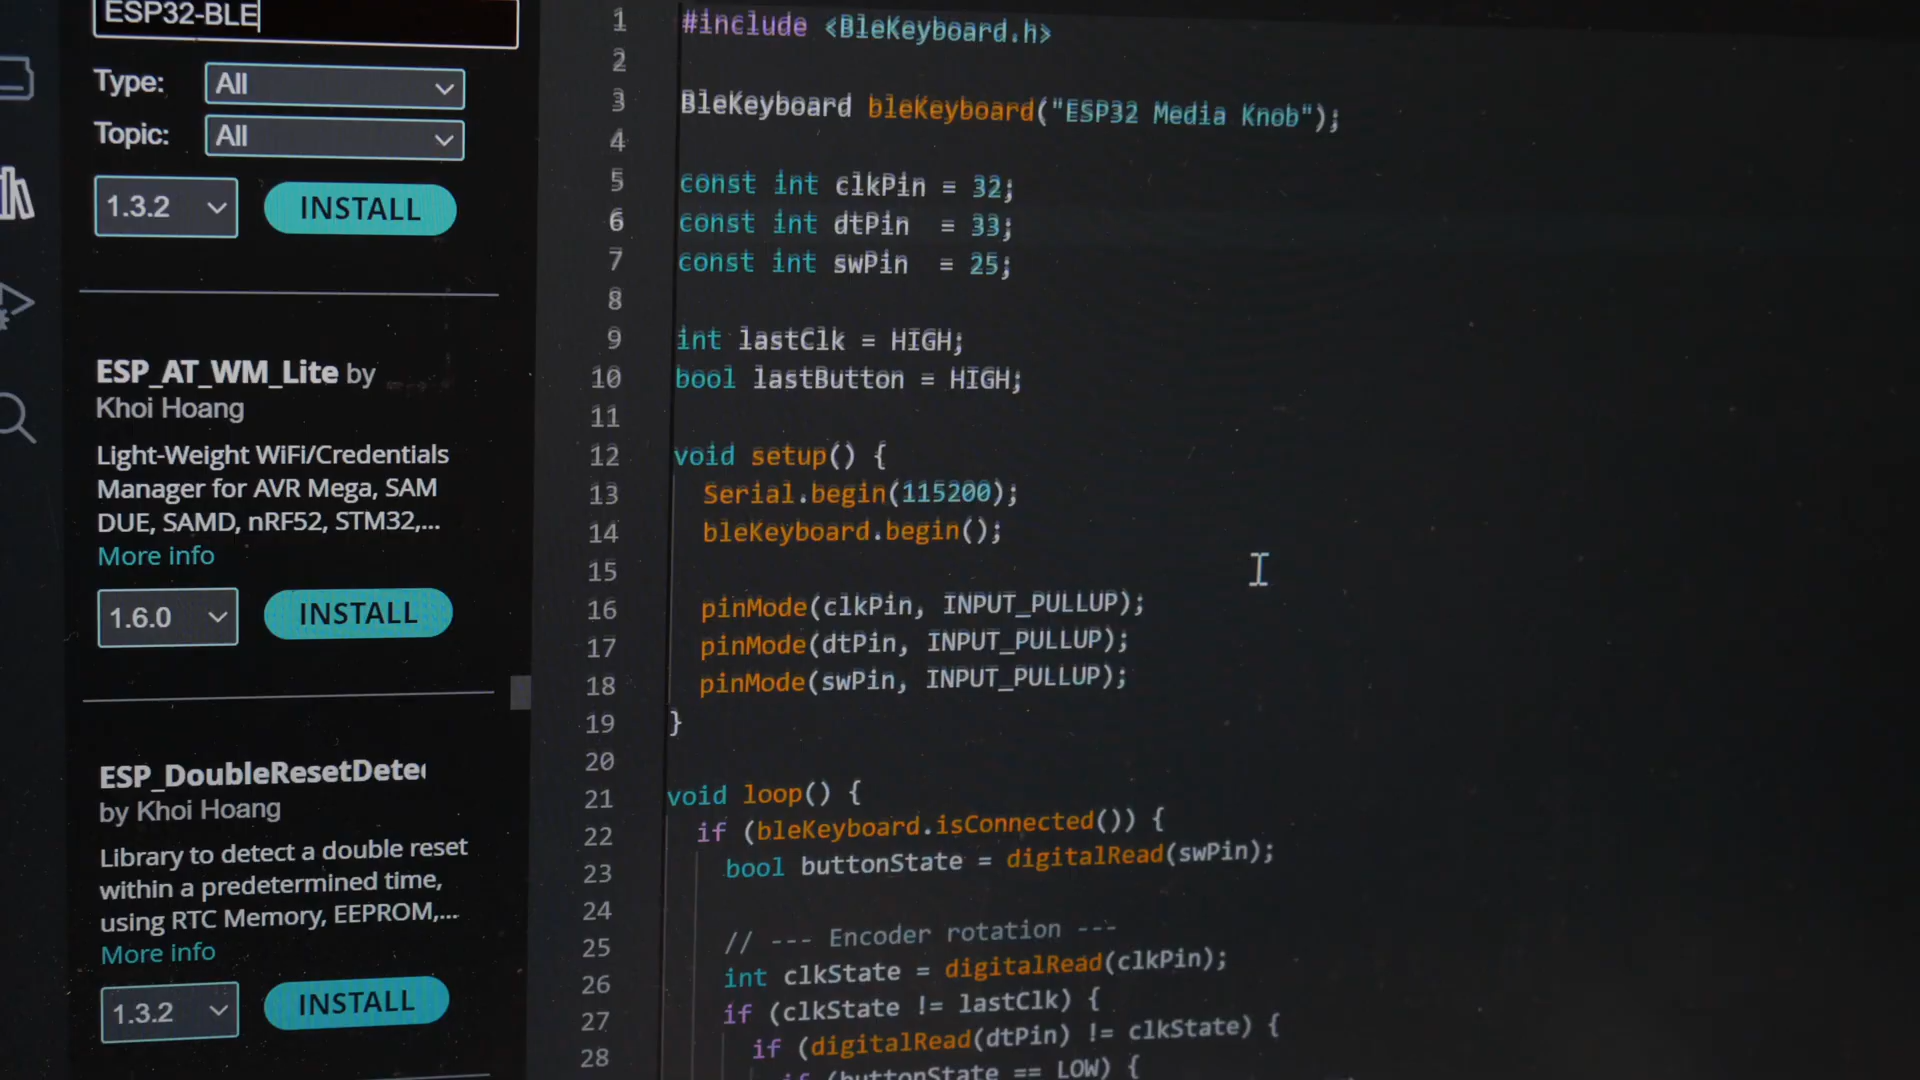 ESP32-BLE
Type: All
Topic: All
1.3.2 INSTALL
ESP_AT_WM_Lite by
Khoi Hoang
Light-Weight WiFi/Credentials
Manager for AVR Mega, SAM
DUE, SAMD, nRF52, STM32,...
More info
1.6.0 INSTALL
ESP_DoubleResetDetec
by Khoi Hoang
Library to detect a double reset
within a predetermined time,
using RTC Memory, EEPROM,...
More info
1.3.2 INSTALL
1 #include <BleKeyboard.h>
2
3 BleKeyboard bleKeyboard("ESP32 Media Knob");
4
5 const int clkPin = 32;
6 const int dtPin  = 33;
7 const int swPin  = 25;
8
9 int lastClk = HIGH;
10 bool lastButton = HIGH;
11
12 void setup() {
13   Serial.begin(115200);
14   bleKeyboard.begin();
15
16   pinMode(clkPin, INPUT_PULLUP);
17   pinMode(dtPin, INPUT_PULLUP);
18   pinMode(swPin, INPUT_PULLUP);
19 }
20
21 void loop() {
22   if (bleKeyboard.isConnected()) {
23     bool buttonState = digitalRead(swPin);
24
25     // --- Encoder rotation ---
26     int clkState = digitalRead(clkPin);
27     if (clkState != lastClk) {
28       if (digitalRead(dtPin) != clkState) {
if (buttonState == LOW) {